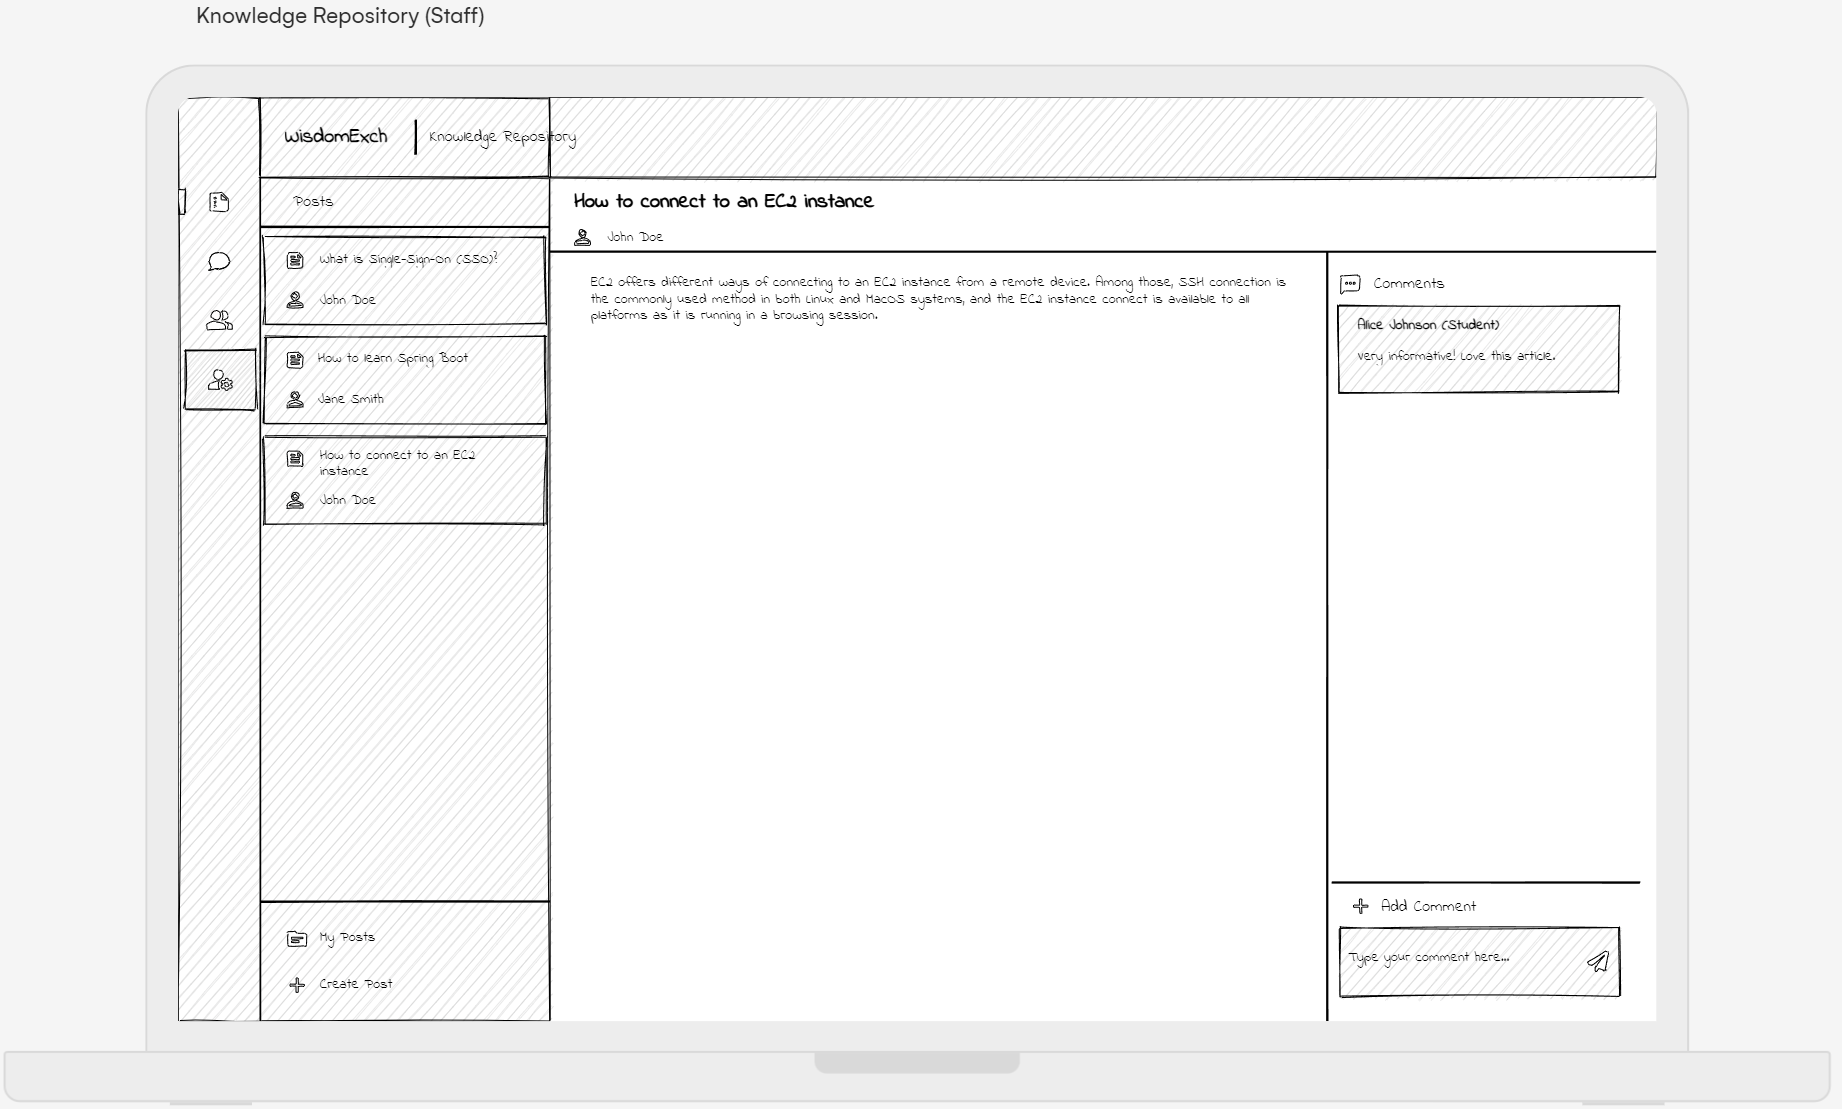 Knowledge Repository (Staff)
WisdomExch
Knowledge Repository
Posts
What is Single-Sign-On (SSO)?
John Doe
How to learn Spring Boot
Jane Smith
How to connect to an EC2
instance
John Doe
My Posts
Create Post
How to connect to an EC2 instance
John Doe
EC2 offers different ways of connecting to an EC2 instance from a remote device. Among those, SSH connection is
the commonly used method in both Linux and MacOS systems, and the EC2 instance connect is available to all
platforms as it is running in a browsing session.
Comments
Alice Johnson (Student)
Very informative! Love this article.
Add Comment
Type your comment here...